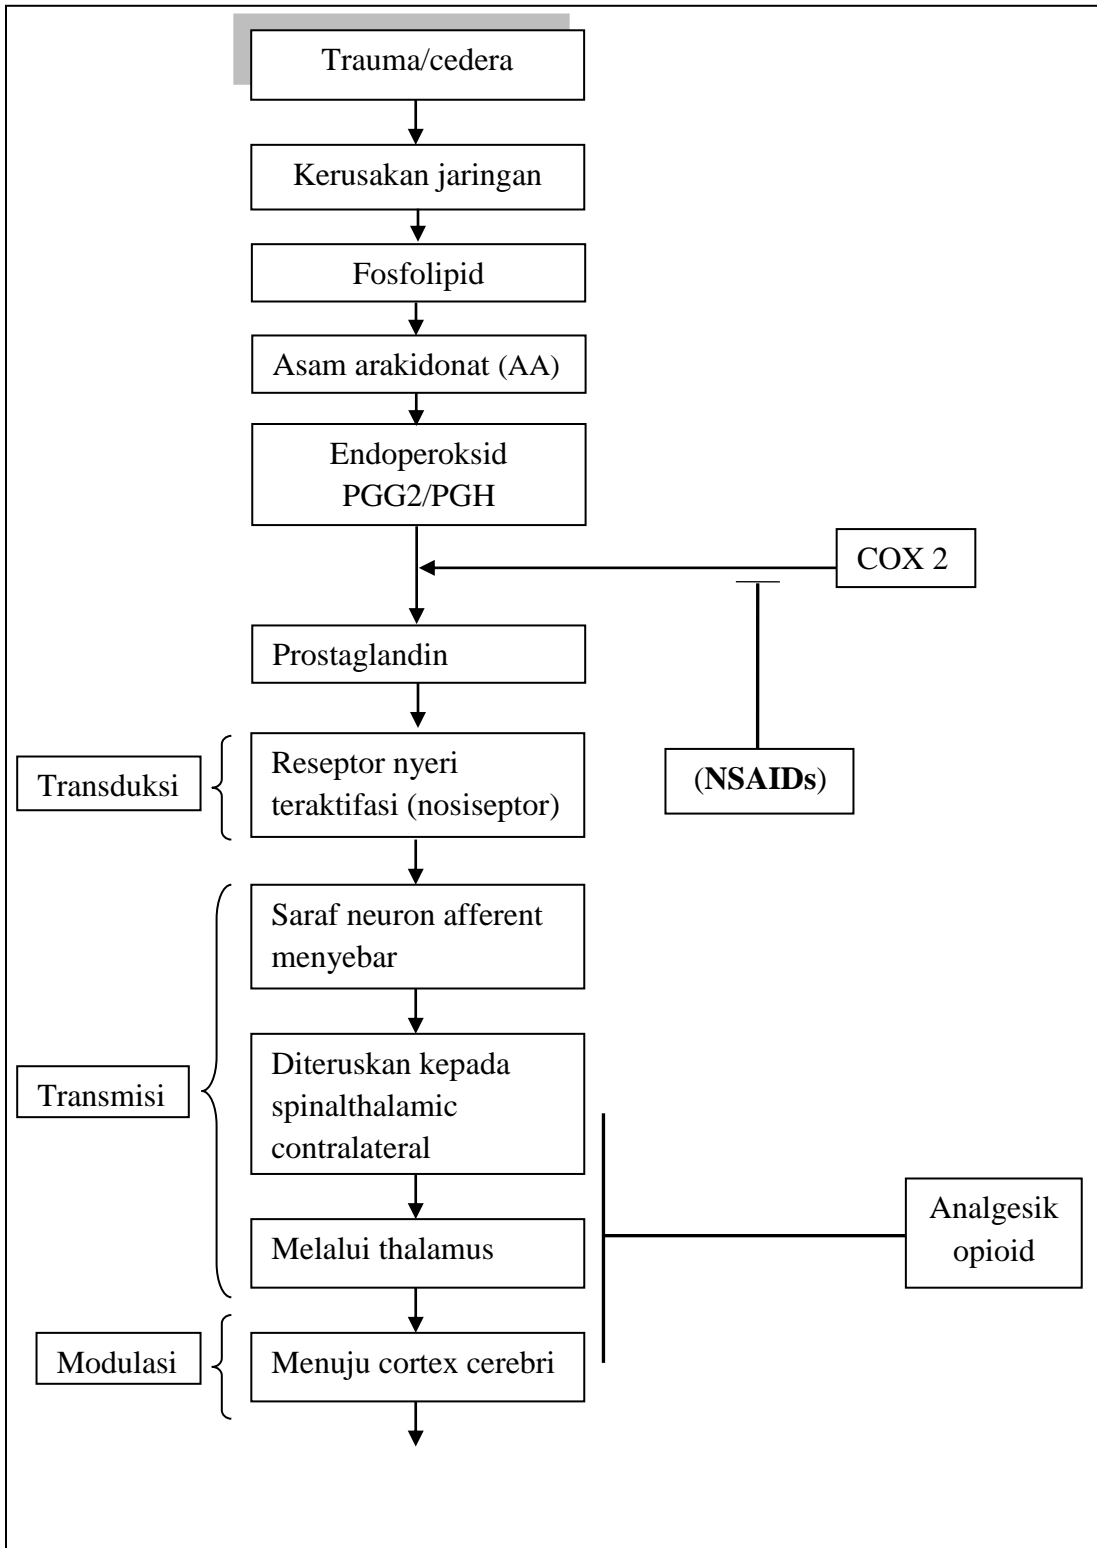 Trauma/cedera
Kerusakan jaringan
Fosfolipid
Asam arakidonat (AA)
Endoperoksid
PGG2/PGH
COX 2
Prostaglandin
(NSAIDs)
Transduksi
Reseptor nyeri
teraktifasi (nosiseptor)
Saraf neuron afferent
menyebar
Transmisi
Diteruskan kepada
spinalthalamic
contralateral
Melalui thalamus
Analgesik
opioid
Modulasi
Menuju cortex cerebri